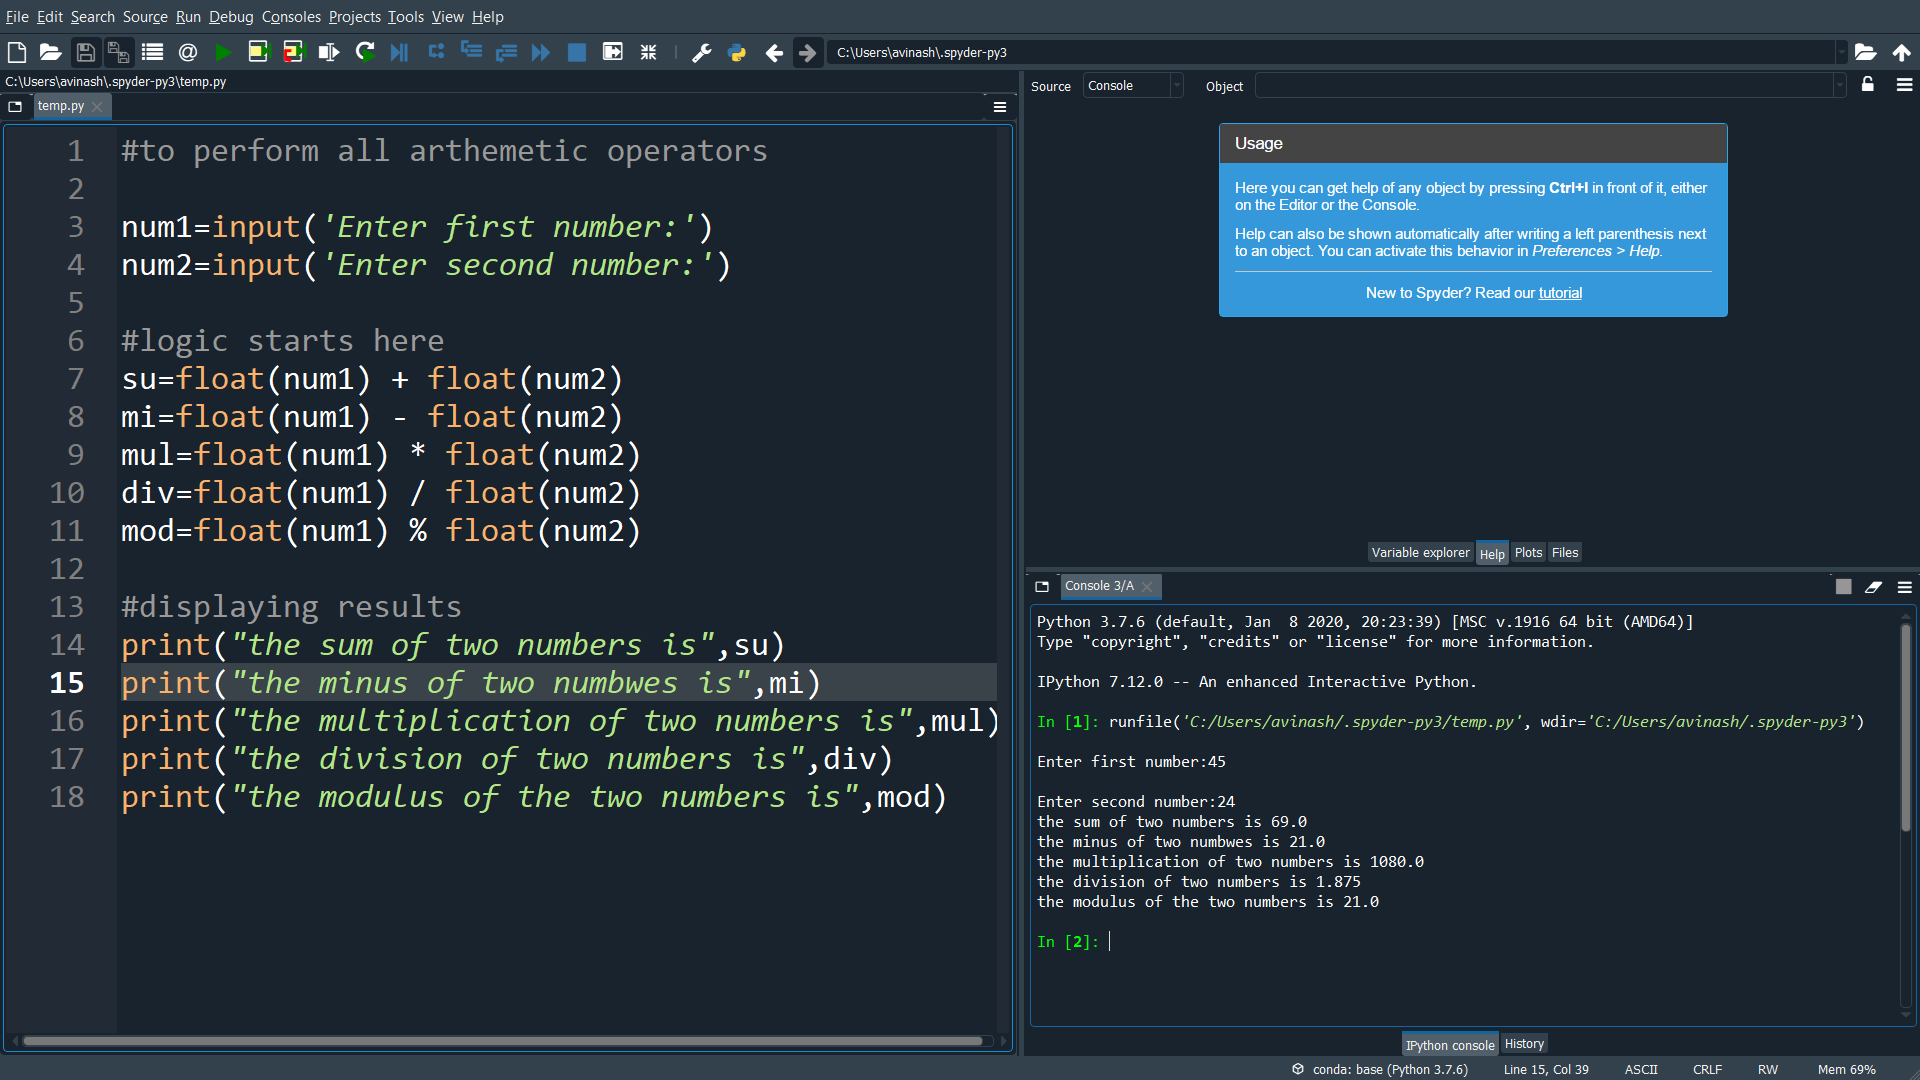 File Edit Search Source Run Debug Consoles Projects Tools View Help
C:\Users\avinash\.spyder-py3
C:\Users\avinash\.spyder-py3\temp.py
temp.py
1 #to perform all arthemetic operators
2
3 num1=input('Enter first number:')
4 num2=input('Enter second number:')
5
6 #logic starts here
7 su=float(num1) + float(num2)
8 mi=float(num1) - float(num2)
9 mul=float(num1) * float(num2)
10 div=float(num1) / float(num2)
11 mod=float(num1) % float(num2)
12
13 #displaying results
14 print("the sum of two numbers is",su)
15 print("the minus of two numbwes is",mi)
16 print("the multiplication of two numbers is",mul)
17 print("the division of two numbers is",div)
18 print("the modulus of the two numbers is",mod)
Source Console Object
Usage
Here you can get help of any object by pressing Ctrl+I in front of it, either
on the Editor or the Console.
Help can also be shown automatically after writing a left parenthesis next
to an object. You can activate this behavior in Preferences > Help.
New to Spyder? Read our tutorial
Variable explorer Help Plots Files
Console 3/A
Python 3.7.6 (default, Jan  8 2020, 20:23:39) [MSC v.1916 64 bit (AMD64)]
Type "copyright", "credits" or "license" for more information.
IPython 7.12.0 -- An enhanced Interactive Python.
In [1]: runfile('C:/Users/avinash/.spyder-py3/temp.py', wdir='C:/Users/avinash/.spyder-py3')
Enter first number:45
Enter second number:24
the sum of two numbers is 69.0
the minus of two numbwes is 21.0
the multiplication of two numbers is 1080.0
the division of two numbers is 1.875
the modulus of the two numbers is 21.0
In [2]:
IPython console History
conda: base (Python 3.7.6) Line 15, Col 39 ASCII CRLF RW Mem 69%